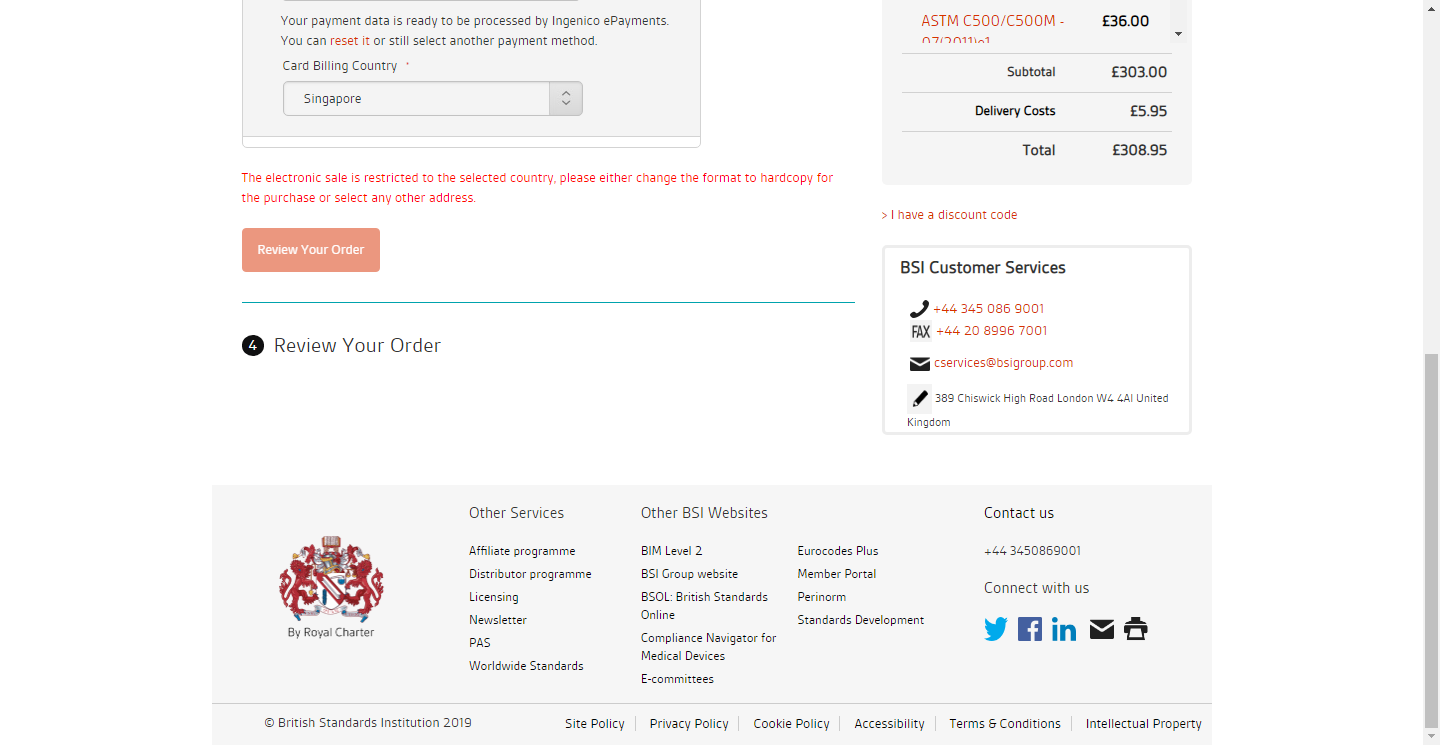 Your payment data is ready to be processed by Ingenico ePayments.
You can reset it or still select another payment method.
Card Billing Country *
Singapore
The electronic sale is restricted to the selected country, please either change the format to hardcopy for
the purchase or select any other address.
Review Your Order
4 Review Your Order
ASTM C500/C500M - £36.00
07(2011)e1
Subtotal £303.00
Delivery Costs £5.95
Total £308.95
> I have a discount code
BSI Customer Services
+44 345 086 9001
FAX +44 20 8996 7001
cservices@bsigroup.com
389 Chiswick High Road London W4 4Al United
Kingdom
By Royal Charter
Other Services
Affiliate programme
Distributor programme
Licensing
Newsletter
PAS
Worldwide Standards
Other BSI Websites
BIM Level 2
BSI Group website
BSOL: British Standards
Online
Compliance Navigator for
Medical Devices
E-committees
Eurocodes Plus
Member Portal
Perinorm
Standards Development
Contact us
+44 3450869001
Connect with us
© British Standards Institution 2019
Site Policy
Privacy Policy
Cookie Policy
Accessibility
Terms & Conditions
Intellectual Property